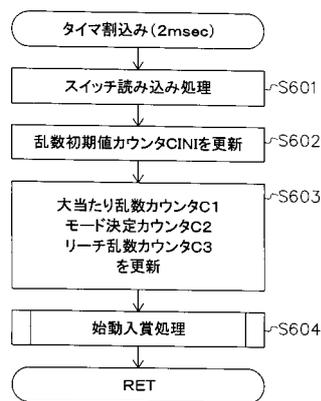 タイマ割込み(2msec)
スイッチ読み込み処理
S601
乱数初期値カウンタCINIを更新
S602
大当たり乱数カウンタC1
モード決定カウンタC2
リーチ乱数カウンタC3
を更新
S603
始動入賞処理
S604
RET